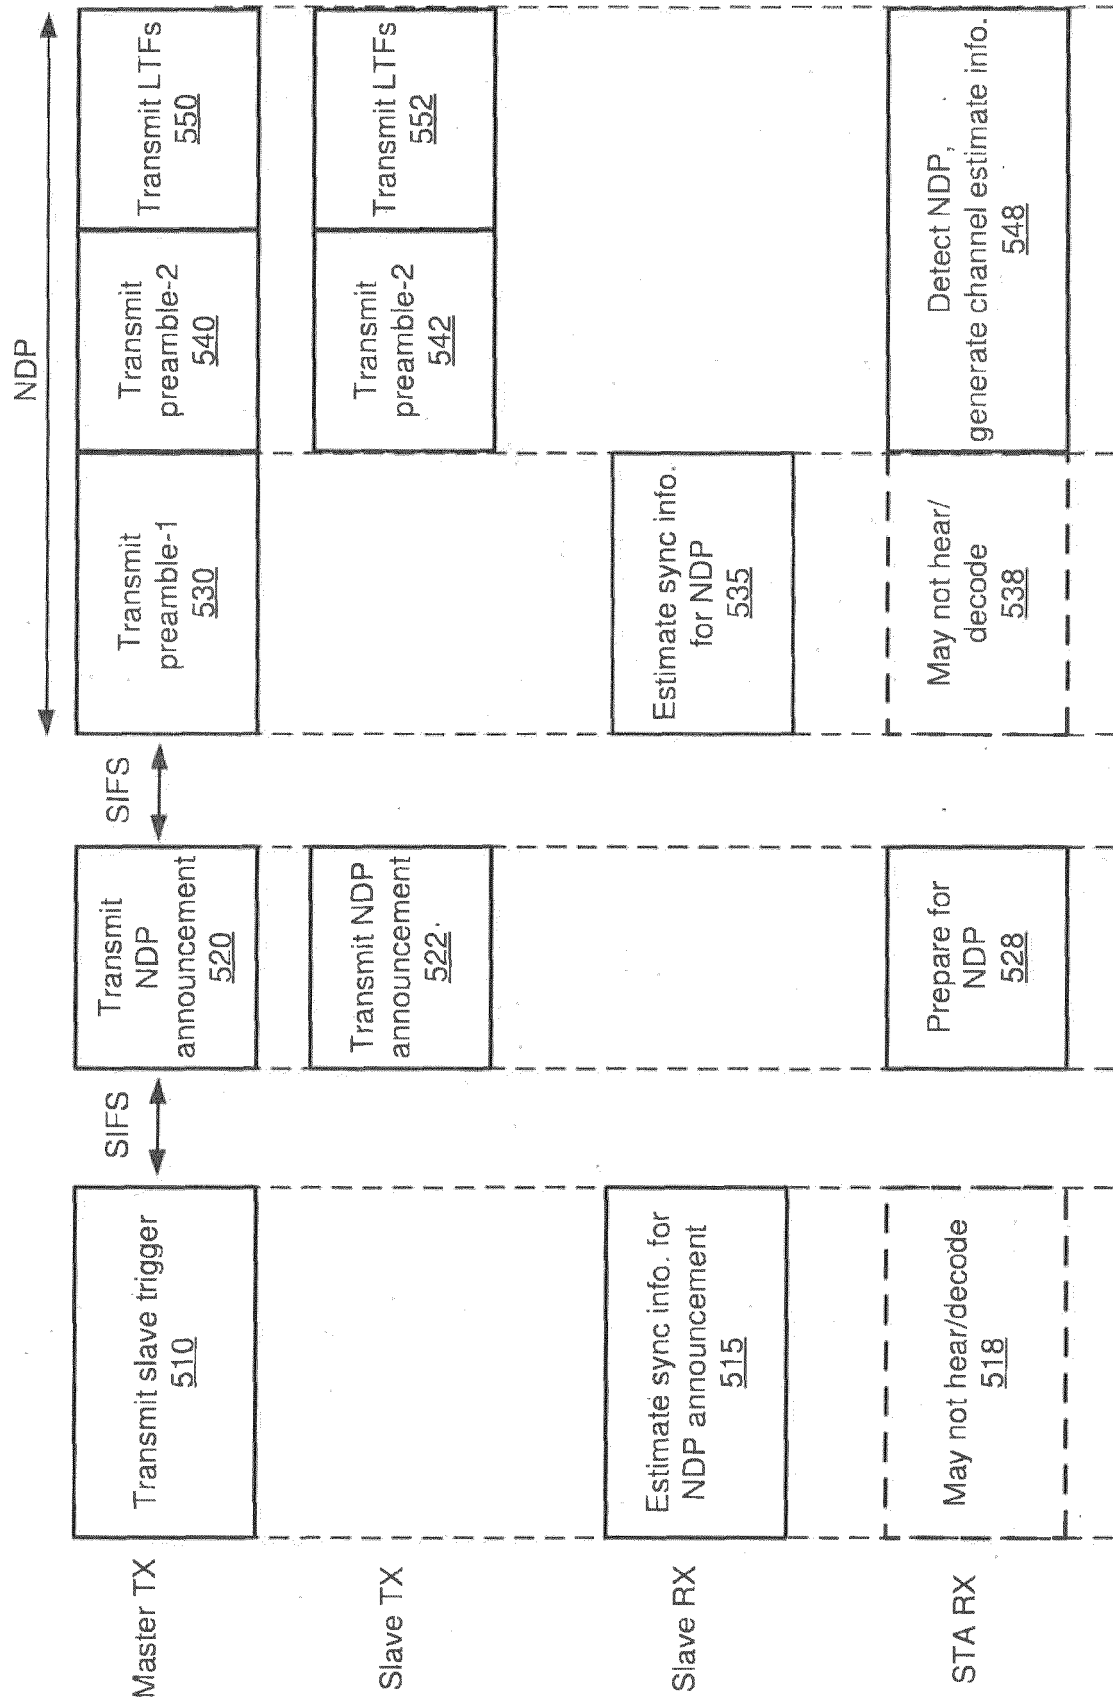 NDP
Master TX
Transmit slave trigger
510
SIFS
Transmit
NDP
announcement
520
SIFS
Transmit
preamble-1
530
Transmit
preamble-2
540
Transmit LTFs
550
Slave TX
Transmit NDP
announcement
522.
Transmit
preamble-2
542
Transmit LTFs
552
Slave RX
Estimate sync info. for
NDP announcement
515
Estimate sync info.
for NDP
535
STA RX
May not hear/decode
518
Prepare for
NDP
528
May not hear/
decode
538
Detect NDP,
generate channel estimate info.
548